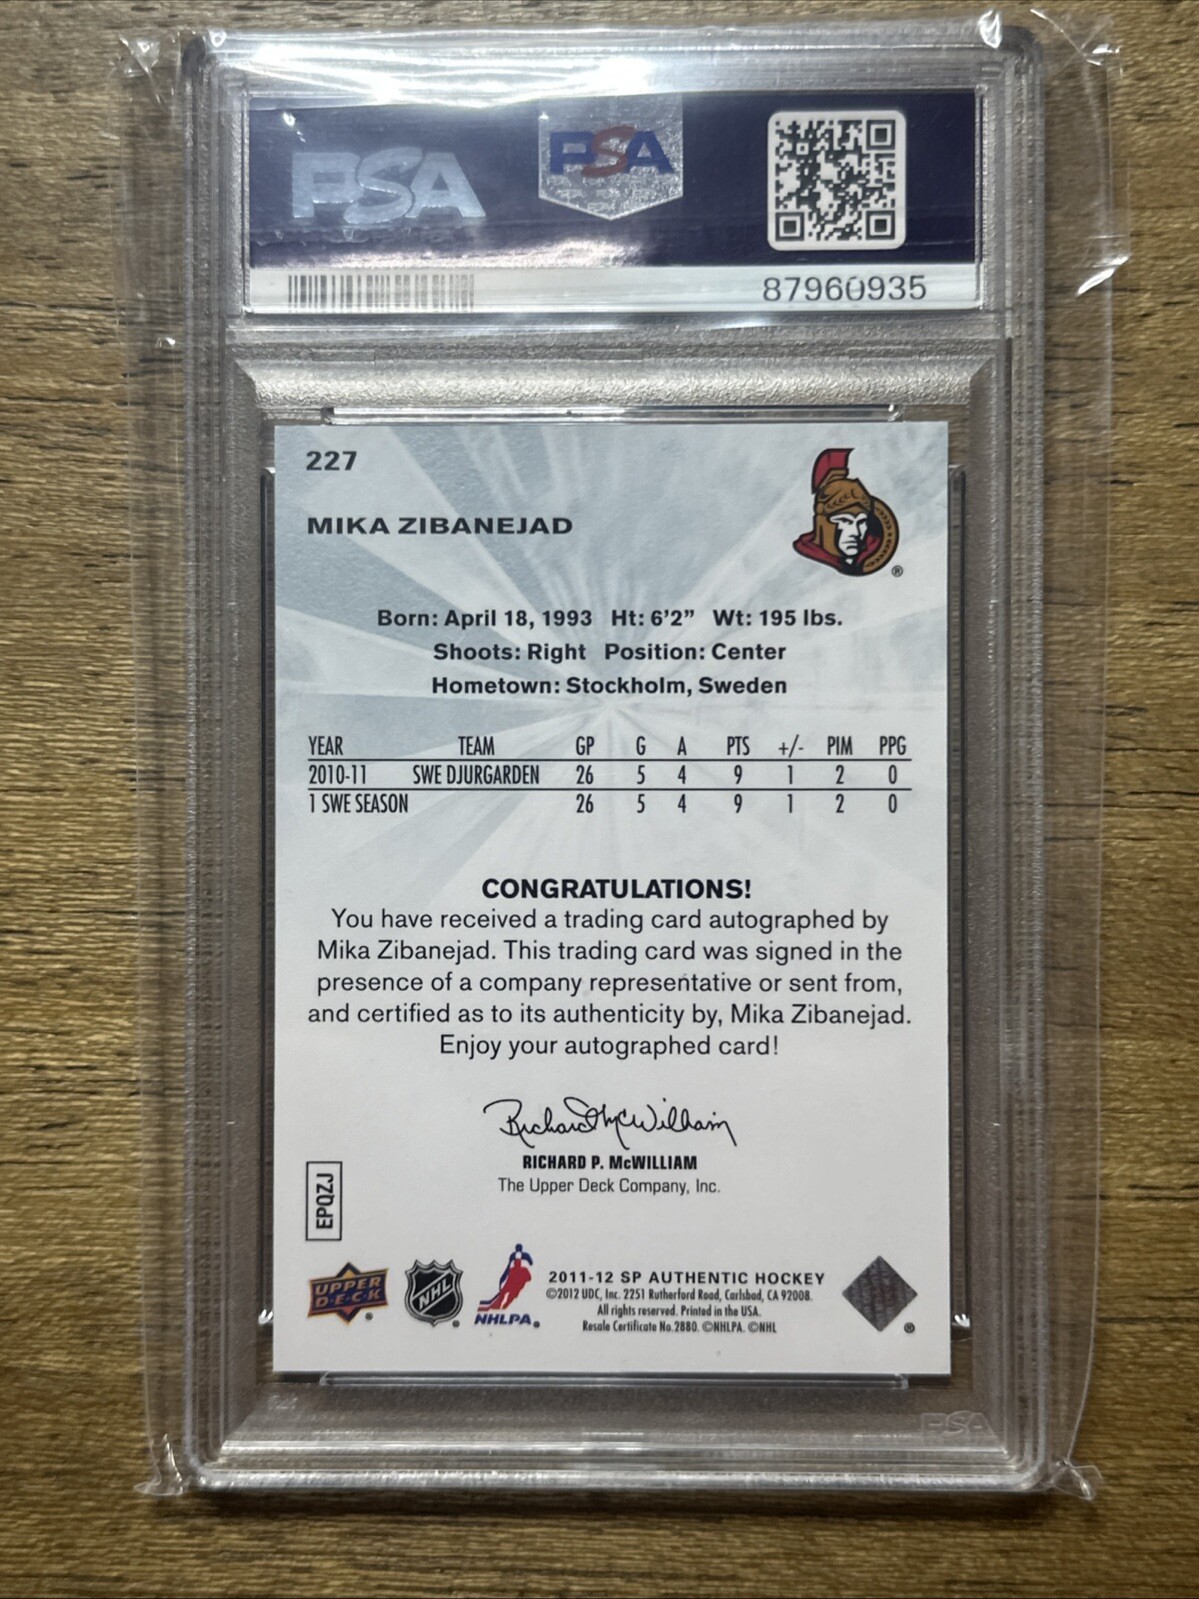 PSA
PSA
87960935
227
MIKA ZIBANEJAD
®
Born: April 18, 1993 Ht: 6'2" Wt: 195 lbs.
Shoots: Right Position: Center
Hometown: Stockholm, Sweden
YEAR TEAM GP G A PTS +/- PIM PPG
2010-11 SWE DJURGARDEN 26 5 4 9 1 2 0
1 SWE SEASON 26 5 4 9 1 2 0
CONGRATULATIONS!
You have received a trading card autographed by
Mika Zibanejad. This trading card was signed in the
presence of a company representative or sent from,
and certified as to its authenticity by, Mika Zibanejad.
Enjoy your autographed card!
Richard McWilliam
RICHARD P. McWILLIAM
The Upper Deck Company, Inc.
EPQZJ
UPPER
D·E·C·K
NHL
NHLPA
2011-12 SP AUTHENTIC HOCKEY
©2012 UDC, Inc. 2251 Rutherford Road, Carlsbad, CA 92008.
All rights reserved. Printed in the USA.
Resale Certificate No.2880. ©NHLPA. ©NHL
®
PSA